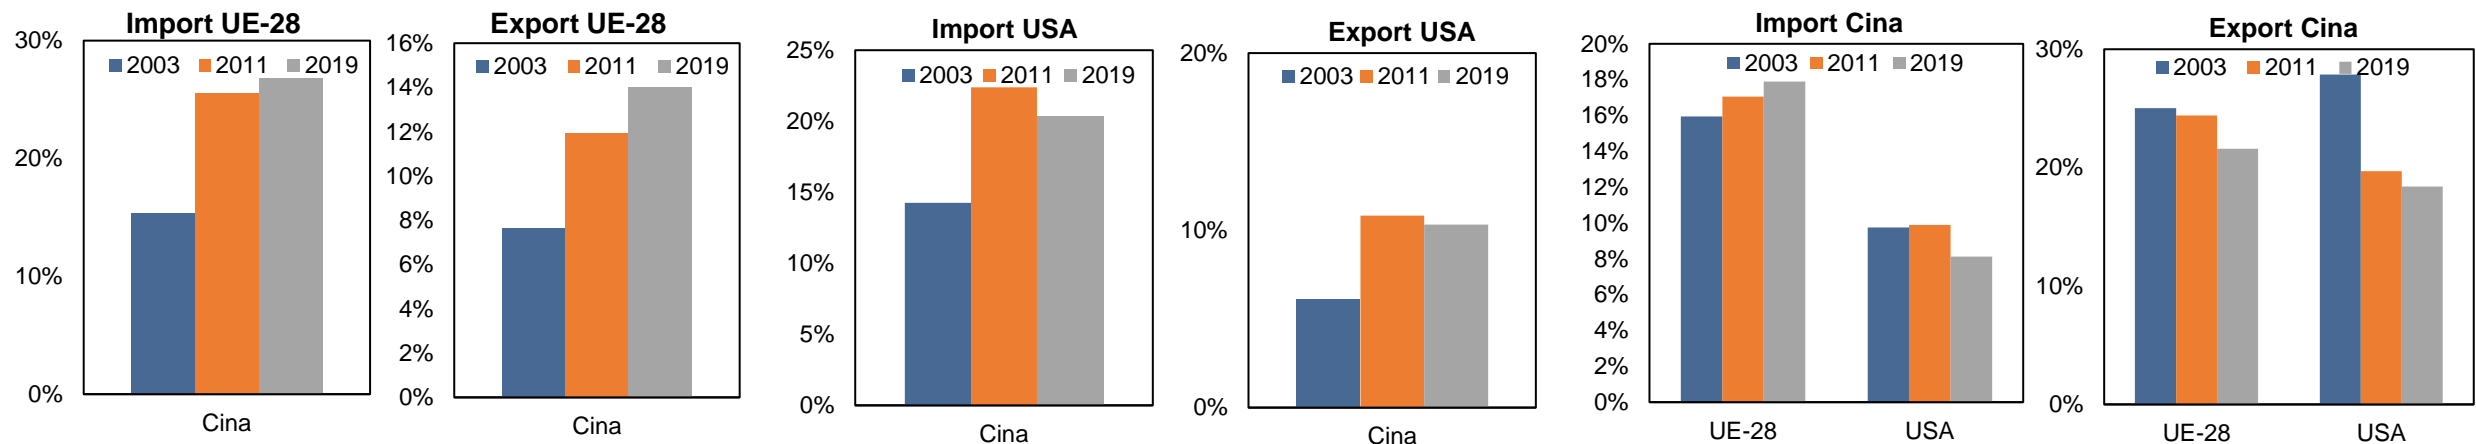 Import UE-28
30%
20%
10%
0%
2003 2011 2019
Cina
Export UE-28
16%
14%
12%
10%
8%
6%
4%
2%
0%
2003 2011 2019
Cina
Import USA
25%
20%
15%
10%
5%
0%
2003 2011 2019
Cina
Export USA
20%
10%
0%
2003 2011 2019
Cina
Import Cina
20%
18%
16%
14%
12%
10%
8%
6%
4%
2%
0%
2003 2011 2019
UE-28 USA
Export Cina
30%
20%
10%
0%
2003 2011 2019
UE-28 USA